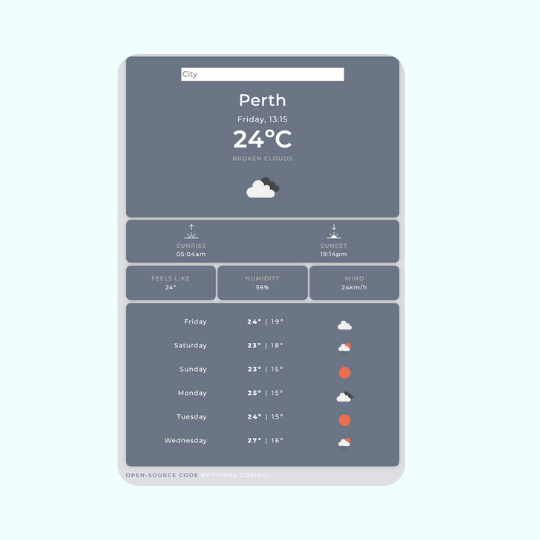 City
Perth
Friday, 13:15
24°C
BROKEN CLOUDS
SUNRISE
05:04am
SUNSET
19:14pm
FEELS LIKE
24°
HUMIDITY
56%
WIND
24km/h
Friday 24° | 19°
Saturday 23° | 18°
Sunday 23° | 15°
Monday 25° | 15°
Tuesday 24° | 15°
Wednesday 27° | 16°
OPEN-SOURCE CODE BY TRISHA GOVIND